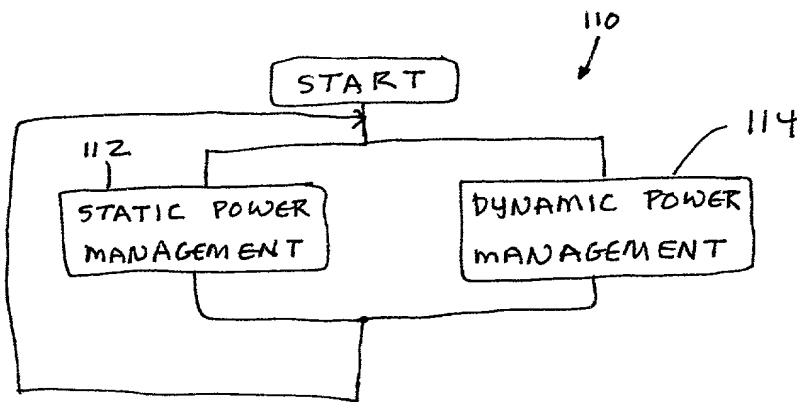 110
START
114
112
STATIC POWER
MANAGEMENT
DYNAMIC POWER
MANAGEMENT